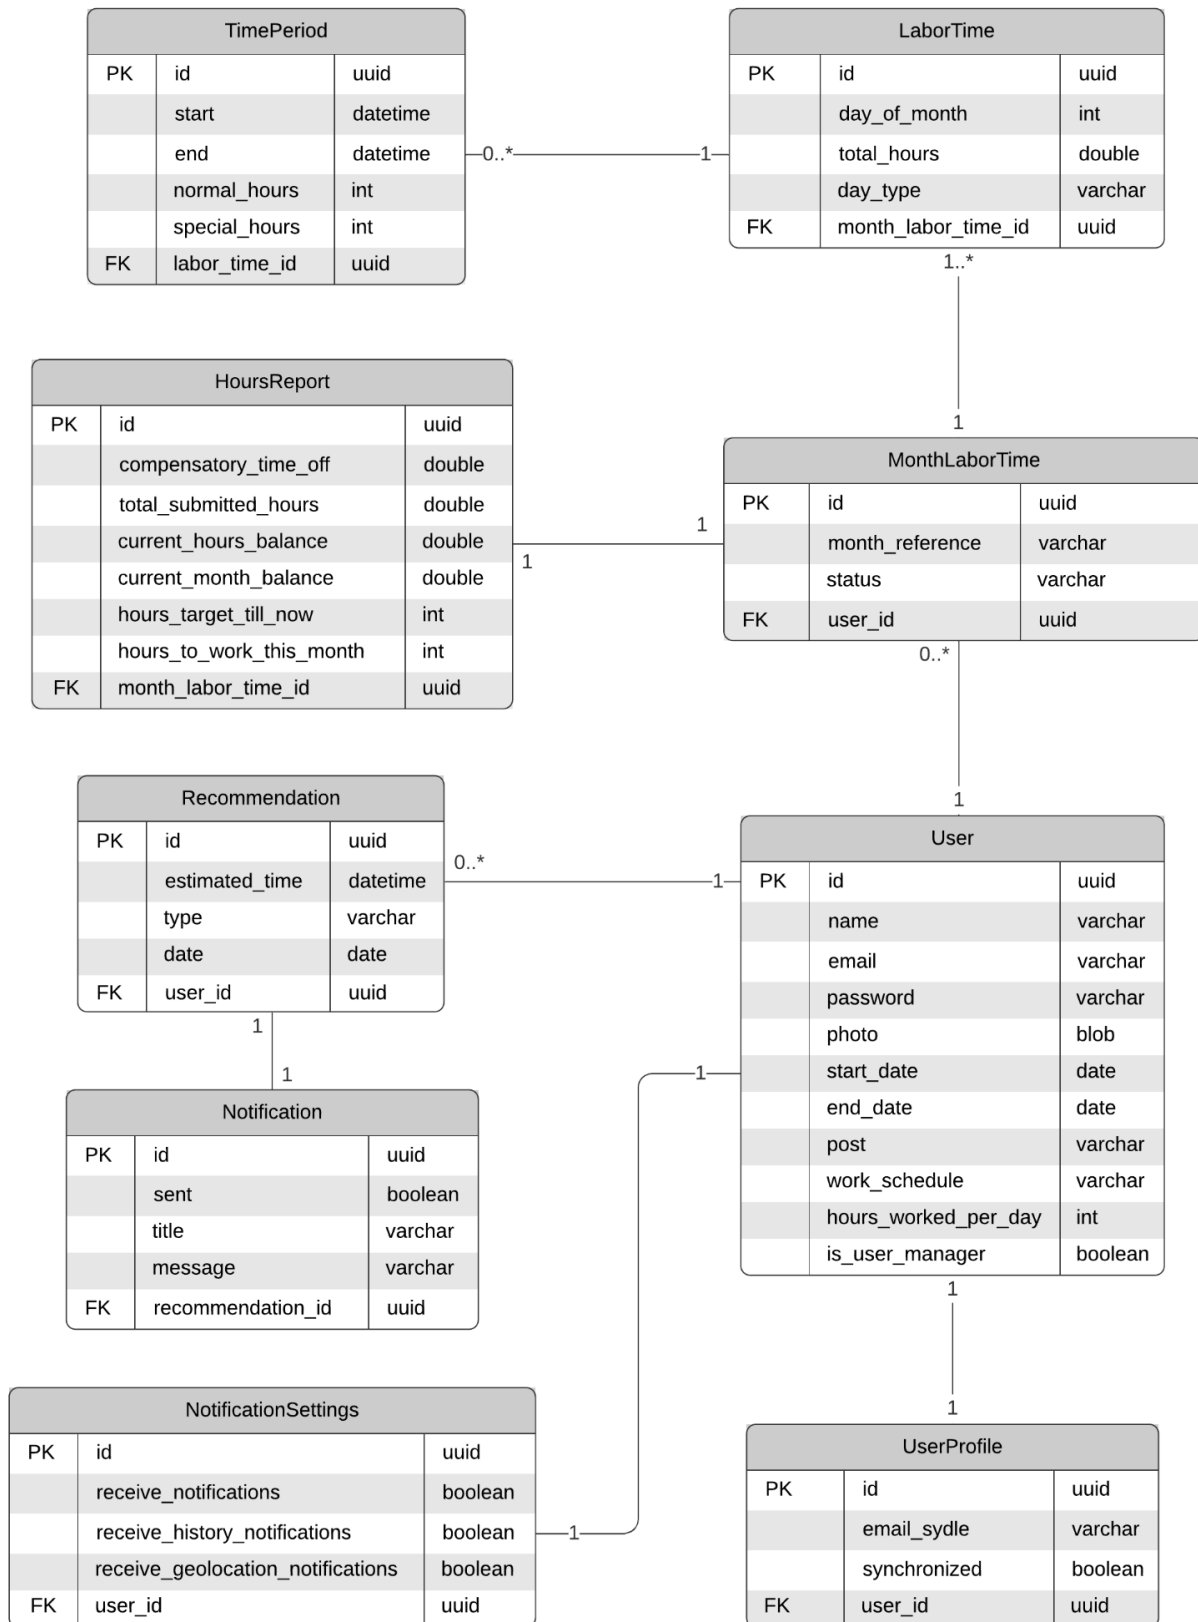 TimePeriod
PK id uuid
start datetime
end datetime
normal_hours int
special_hours int
FK labor_time_id uuid
0..* 1
LaborTime
PK id uuid
day_of_month int
total_hours double
day_type varchar
FK month_labor_time_id uuid
1..*
1
HoursReport
PK id uuid
compensatory_time_off double
total_submitted_hours double
current_hours_balance double
current_month_balance double
hours_target_till_now int
hours_to_work_this_month int
FK month_labor_time_id uuid
1
1
MonthLaborTime
PK id uuid
month_reference varchar
status varchar
FK user_id uuid
0..*
1
Recommendation
PK id uuid
estimated_time datetime
type varchar
date date
FK user_id uuid
0..*
1
1
1
User
PK id uuid
name varchar
email varchar
password varchar
photo blob
start_date date
end_date date
post varchar
work_schedule varchar
hours_worked_per_day int
is_user_manager boolean
1
1
1
Notification
PK id uuid
sent boolean
title varchar
message varchar
FK recommendation_id uuid
NotificationSettings
PK id uuid
receive_notifications boolean
receive_history_notifications boolean
receive_geolocation_notifications boolean
FK user_id uuid
1
UserProfile
PK id uuid
email_sydle varchar
synchronized boolean
FK user_id uuid